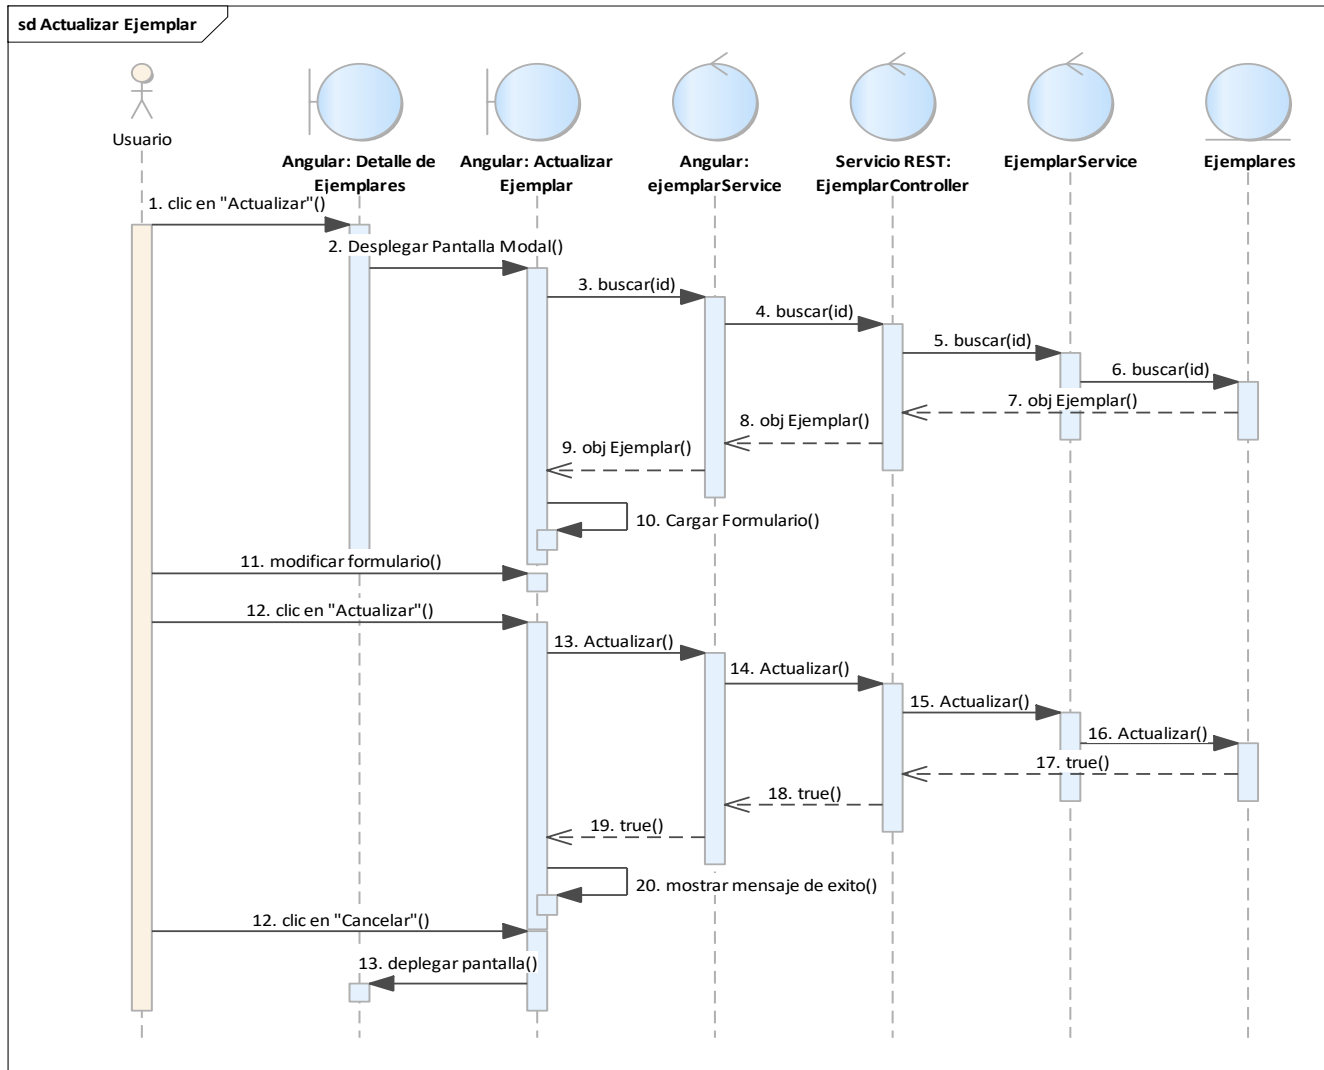 sd Actualizar Ejemplar
Usuario
Angular: Detalle de
Ejemplares
Angular: Actualizar
Ejemplar
Angular:
ejemplarService
Servicio REST:
EjemplarController
EjemplarService
Ejemplares
1. clic en "Actualizar"()
2. Desplegar Pantalla Modal()
3. buscar(id)
4. buscar(id)
5. buscar(id)
6. buscar(id)
7. obj Ejemplar()
8. obj Ejemplar()
9. obj Ejemplar()
10. Cargar Formulario()
11. modificar formulario()
12. clic en "Actualizar"()
13. Actualizar()
14. Actualizar()
15. Actualizar()
16. Actualizar()
17. true()
18. true()
19. true()
20. mostrar mensaje de exito()
12. clic en "Cancelar"()
13. deplegar pantalla()